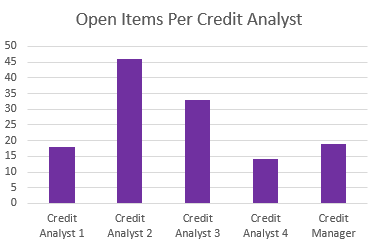 Open Items Per Credit Analyst
50
45
40
35
30
25
20
15
10
5
0
Credit Analyst 1
Credit Analyst 2
Credit Analyst 3
Credit Analyst 4
Credit Manager